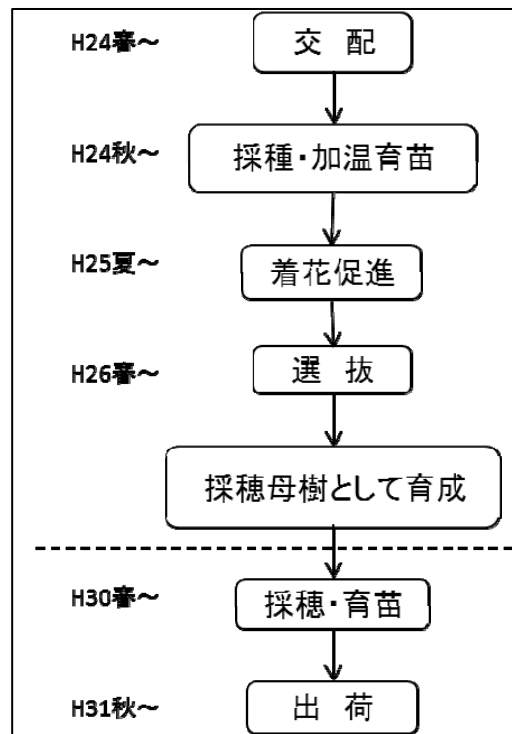 H24春～
交 配
H24秋～
採種・加温育苗
H25夏～
着花促進
H26春～
選 抜
採穂母樹として育成
H30春～
採穂・育苗
H31秋～
出 荷